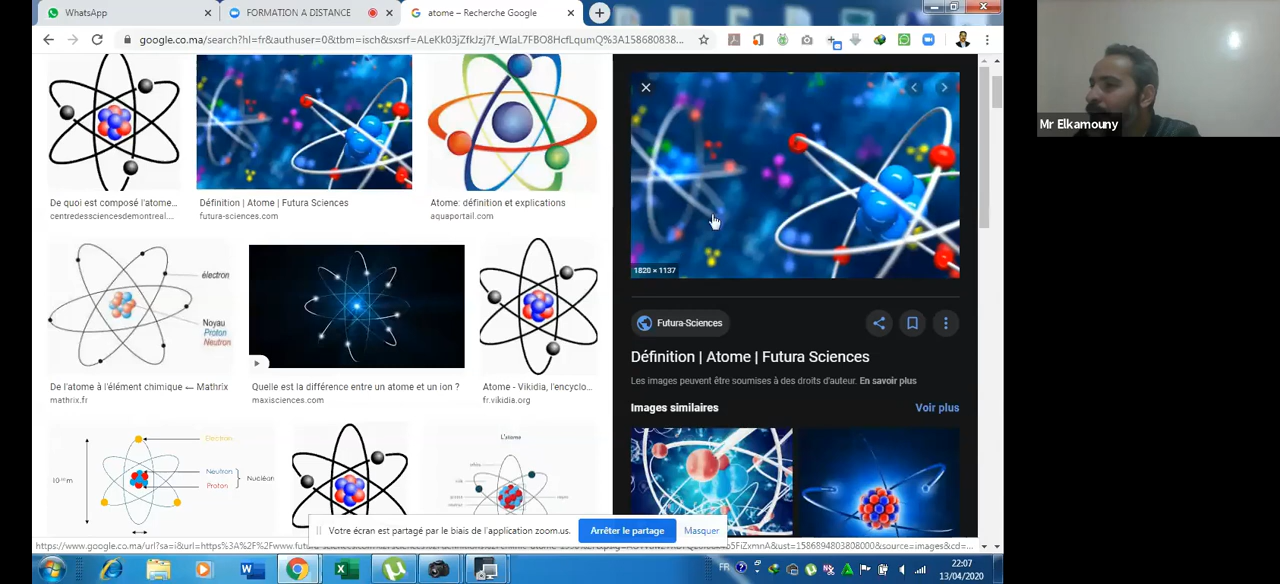 WhatsApp
FORMATION A DISTANCE
atome – Recherche Google
google.co.ma/search?hl=fr&authuser=0&tbm=isch&sxsrf=ALeKk03jZfkIzj7f_WIaL7FBO8HcfLqumQ%3A158680838...
De quoi est composé l'atome...
centredessciencesdemontreal....
Définition | Atome | Futura Sciences
futura-sciences.com
Atome: définition et explications
aquaportail.com
électron
Noyau
Proton
Neutron
De l'atome à l'élément chimique ← Mathrix
mathrix.fr
Quelle est la différence entre un atome et un ion ?
maxisciences.com
Atome - Vikidia, l'encyclo...
fr.vikidia.org
Electron
Neutron
Proton
Nucléon
L'atome
1820 × 1137
Futura-Sciences
Définition | Atome | Futura Sciences
Les images peuvent être soumises à des droits d'auteur. En savoir plus
Images similaires
Voir plus
Votre écran est partagé par le biais de l'application zoom.us.
Arrêter le partage
Masquer
FR
22:07
13/04/2020
Mr Elkamouny